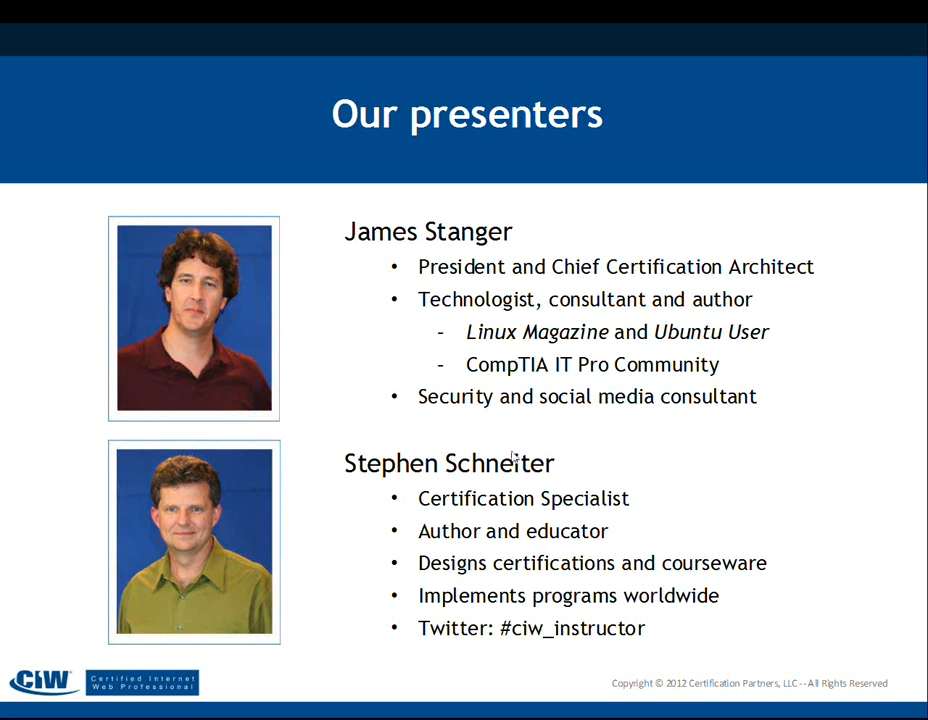 Our presenters
James Stanger
• President and Chief Certification Architect
• Technologist, consultant and author
- Linux Magazine and Ubuntu User
- CompTIA IT Pro Community
• Security and social media consultant
Stephen Schneiter
• Certification Specialist
• Author and educator
• Designs certifications and courseware
• Implements programs worldwide
• Twitter: #ciw_instructor
CIW
Certified Internet
Web Professional
Copyright © 2012 Certification Partners, LLC -- All Rights Reserved